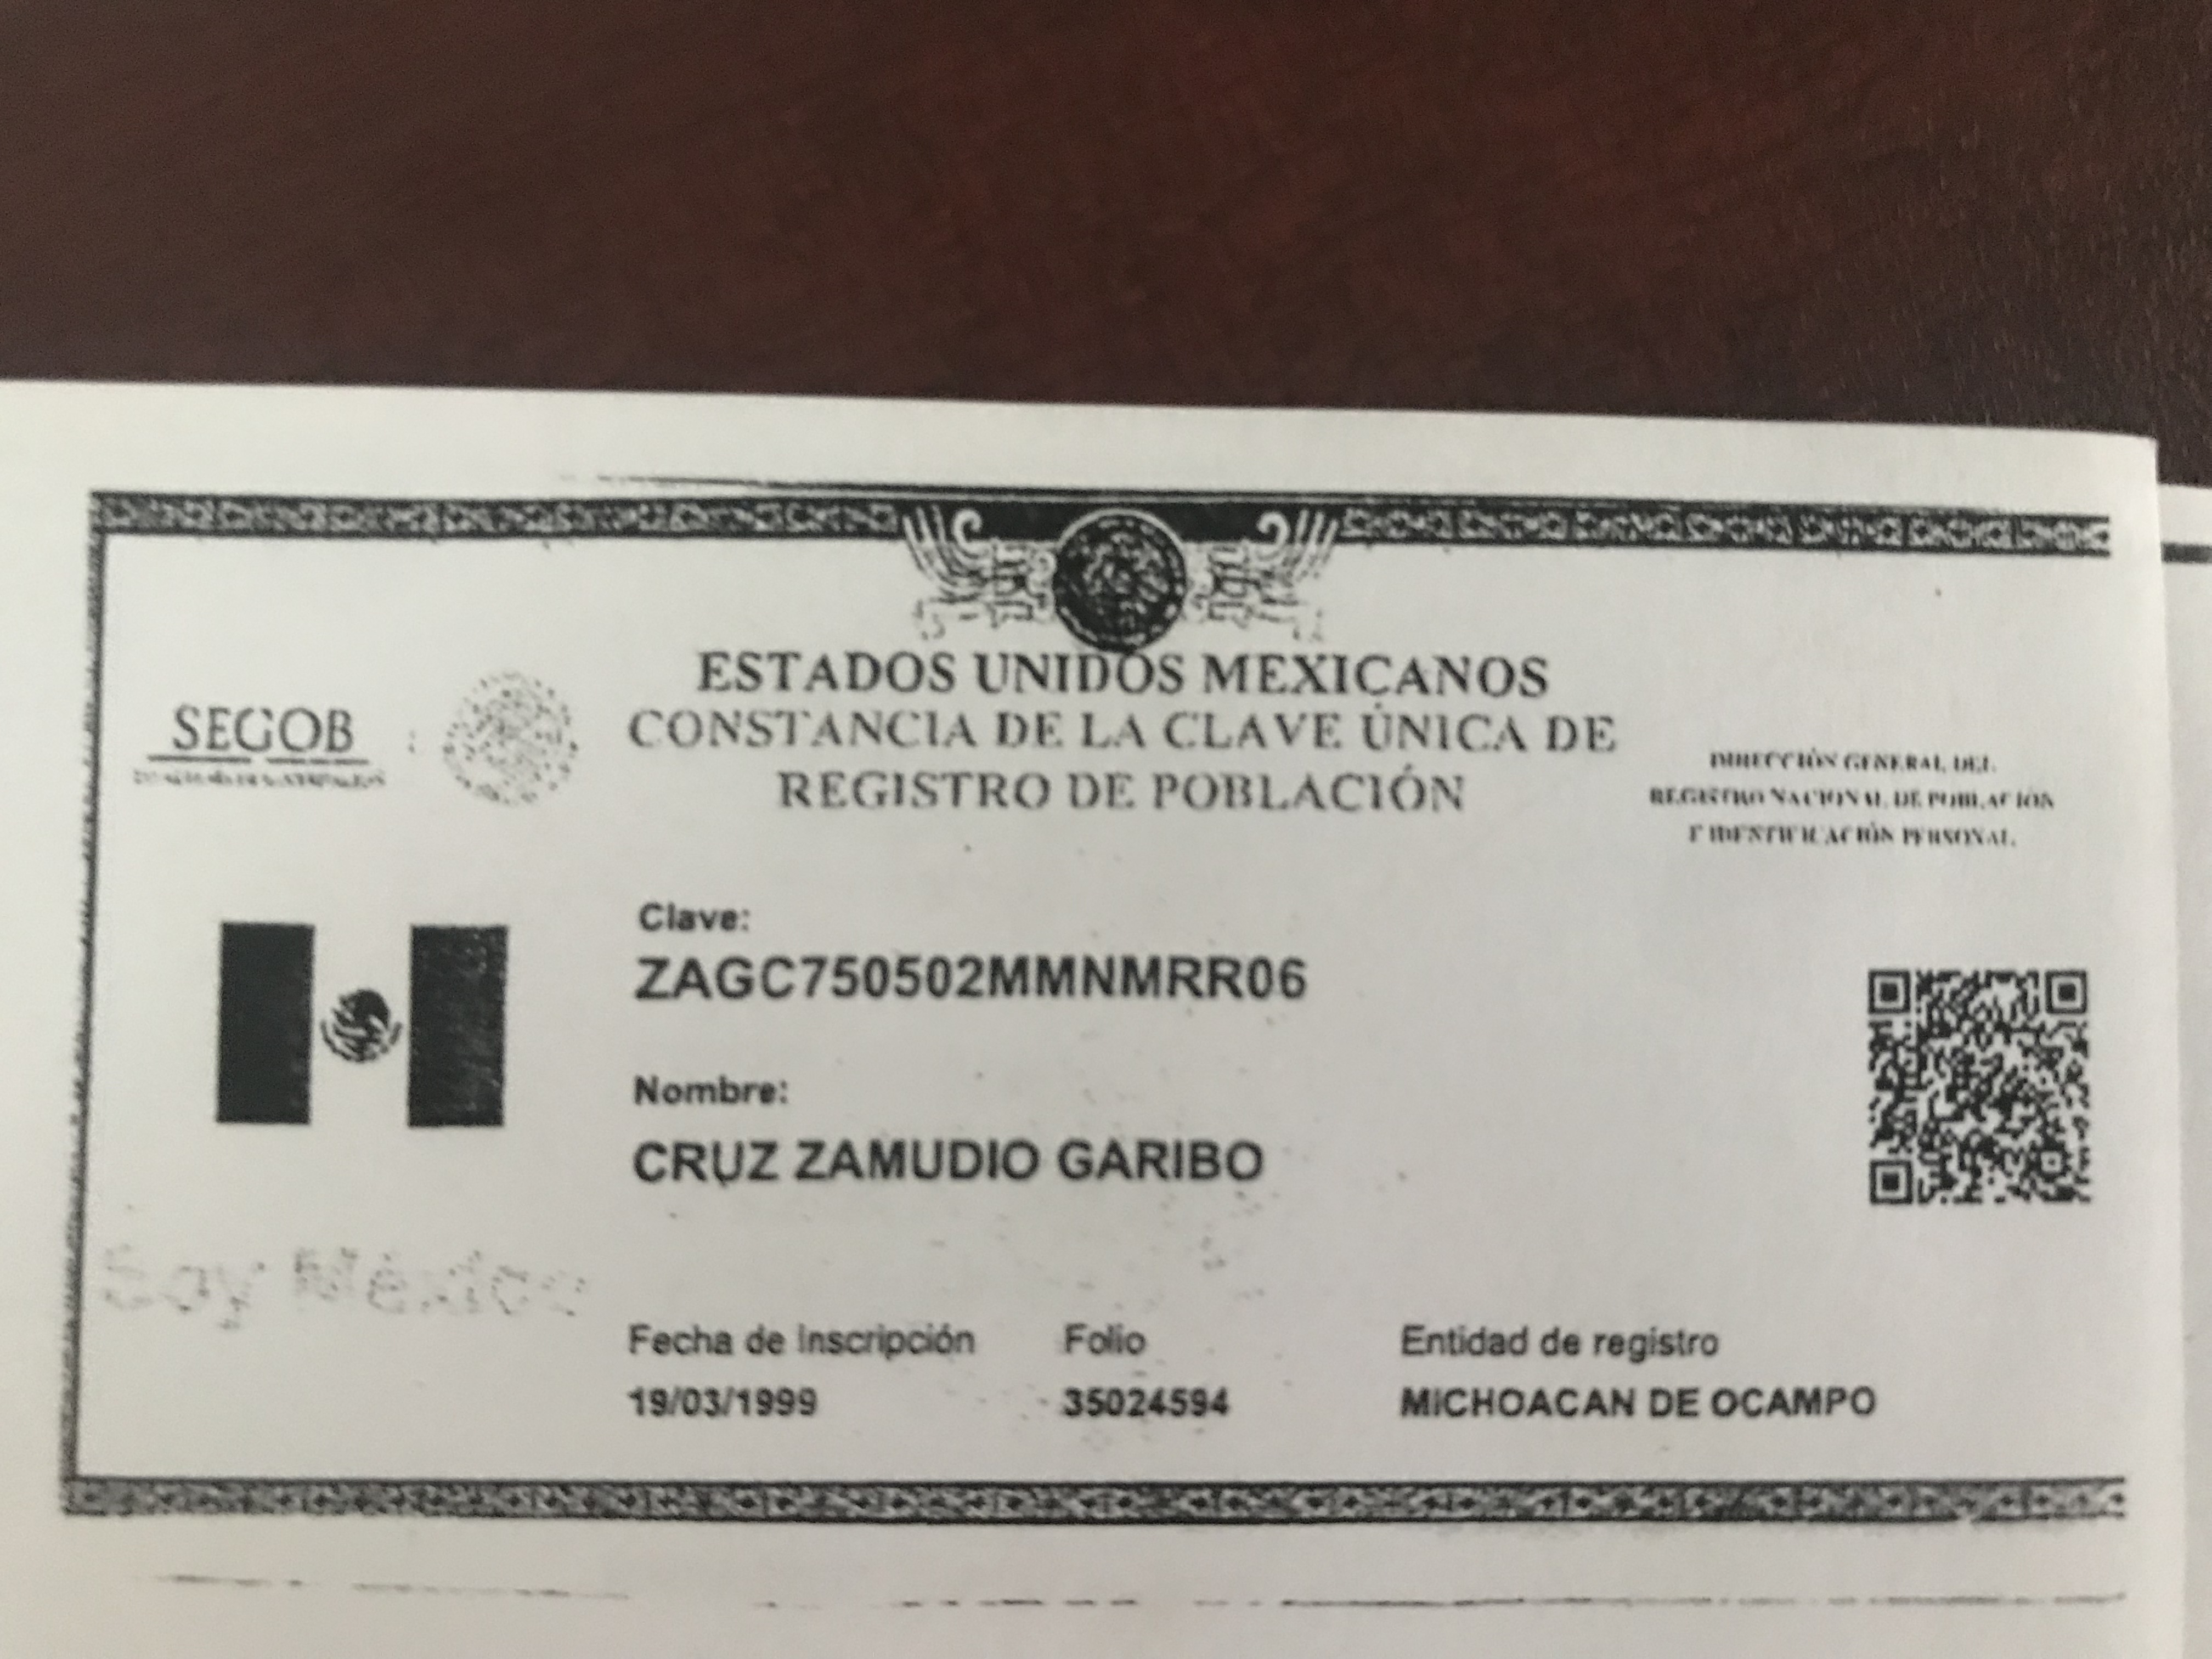 ESTADOS UNIDOS MEXICANOS
CONSTANCIA DE LA CLAVE ÚNICA DE
REGISTRO DE POBLACIÓN
SEGOB
DIRECCIÓN GENERAL DEL
REGISTRO NACIONAL DE POBLACIÓN
E IDENTIFICACIÓN PERSONAL
Clave:
ZAGC750502MMNMRR06
Nombre:
CRUZ ZAMUDIO GARIBO
Soy México
Fecha de Inscripción Folio Entidad de registro
19/03/1999 35024594 MICHOACAN DE OCAMPO